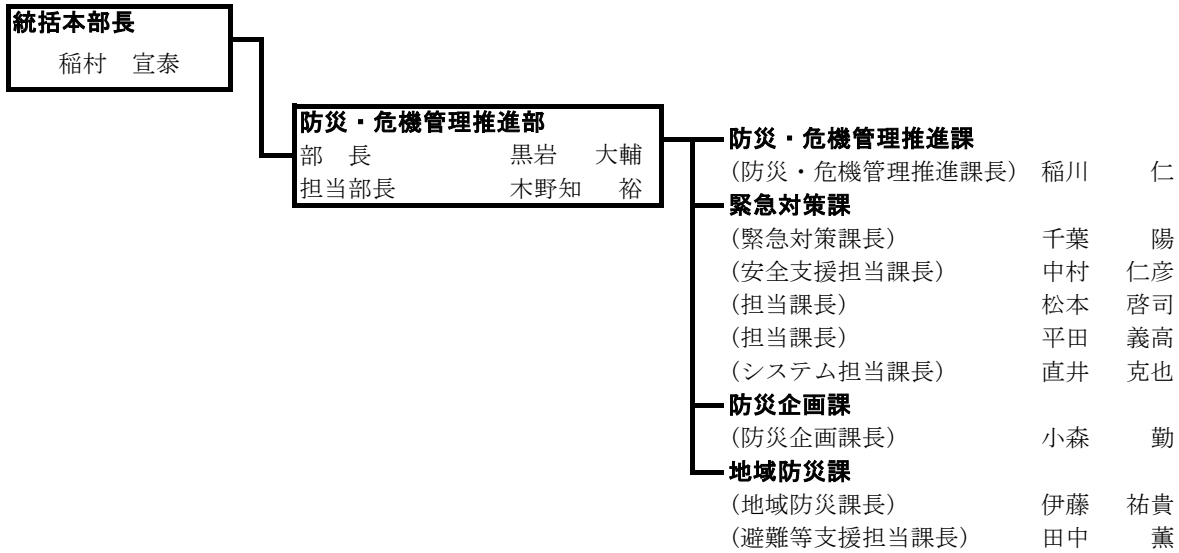 統括本部長
稲村　宣泰
防災・危機管理推進部
部　長　黒岩　大輔
担当部長　木野知　裕
防災・危機管理推進課
(防災・危機管理推進課長)　稲川　仁
緊急対策課
(緊急対策課長)　千葉　陽
(安全支援担当課長)　中村　仁彦
(担当課長)　松本　啓司
(担当課長)　平田　義高
(システム担当課長)　直井　克也
防災企画課
(防災企画課長)　小森　勤
地域防災課
(地域防災課長)　伊藤　祐貴
(避難等支援担当課長)　田中　薫